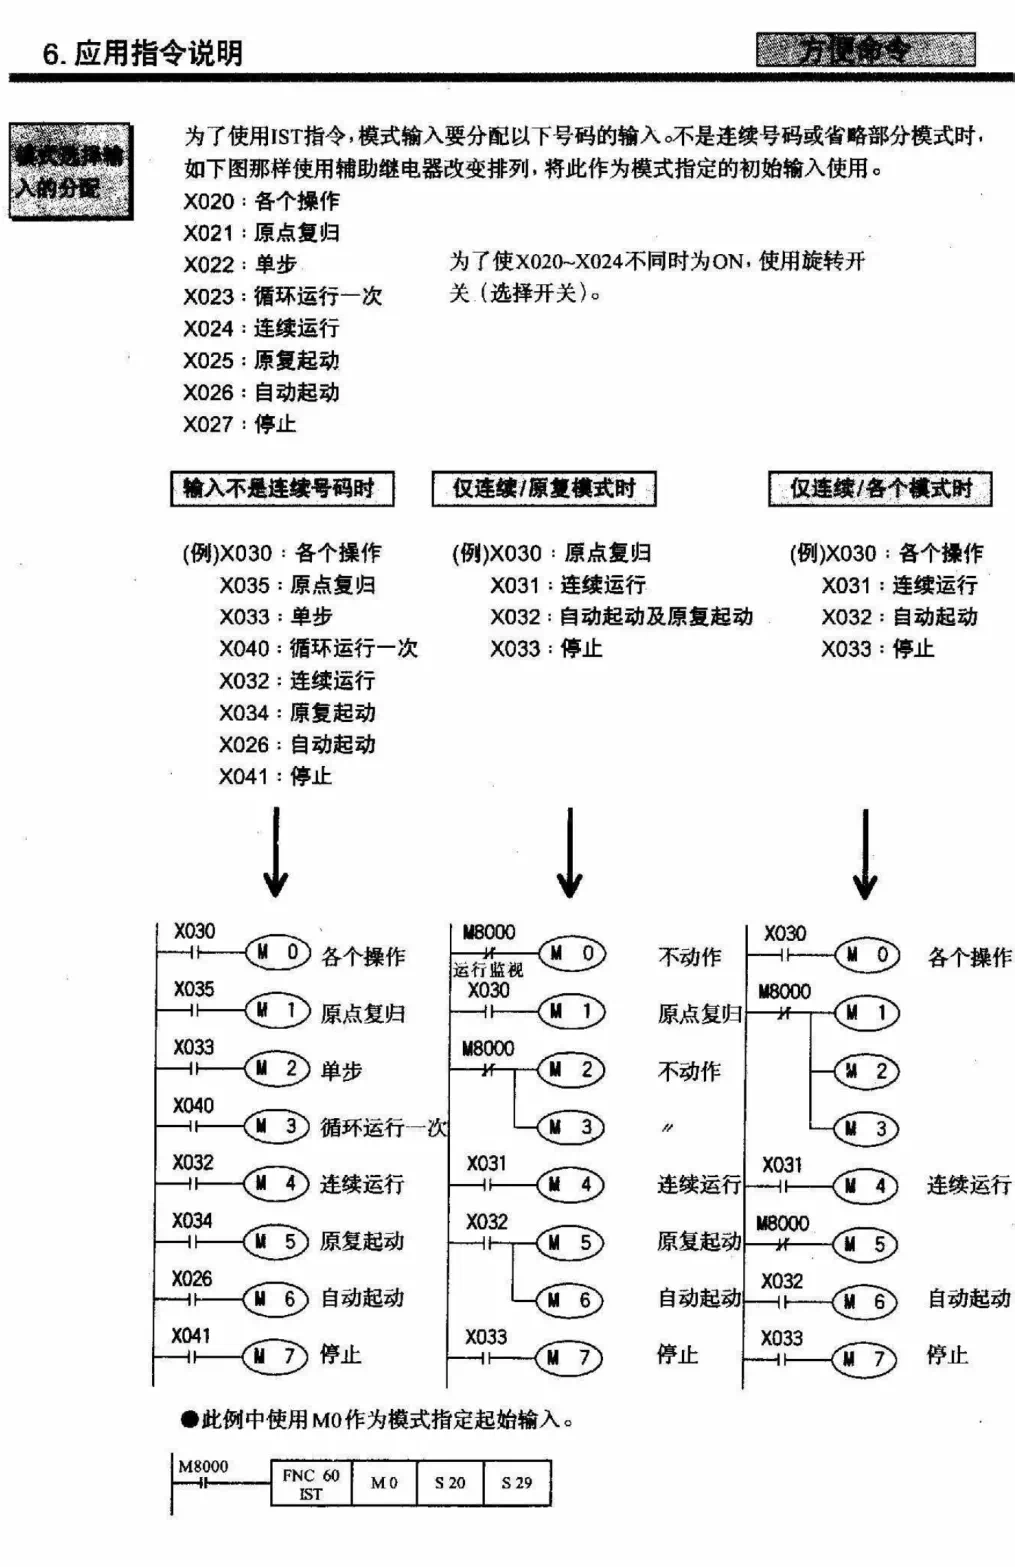 6. 应用指令说明
方便命令
模式选择输
入的分配
为了使用IST指令，模式输入要分配以下号码的输入。不是连续号码或省略部分模式时，
如下图那样使用辅助继电器改变排列，将此作为模式指定的初始输入使用。
X020：各个操作
X021：原点复归
X022：单步
X023：循环运行一次
X024：连续运行
X025：原复起动
X026：自动起动
X027：停止
为了使X020~X024不同时为ON，使用旋转开
关（选择开关）。
输入不是连续号码时
(例)X030：各个操作
X035：原点复归
X033：单步
X040：循环运行一次
X032：连续运行
X034：原复起动
X026：自动起动
X041：停止
仅连续/原复模式时
(例)X030：原点复归
X031：连续运行
X032：自动起动及原复起动
X033：停止
仅连续/各个模式时
(例)X030：各个操作
X031：连续运行
X032：自动起动
X033：停止
X030
M 0 各个操作
X035
M 1 原点复归
X033
M 2 单步
X040
M 3 循环运行一次
X032
M 4 连续运行
X034
M 5 原复起动
X026
M 6 自动起动
X041
M 7 停止
M8000
M 0 不动作
运行监视
X030
M 1 原点复归
M8000
M 2 不动作
M 3 〃
X031
M 4 连续运行
X032
M 5 原复起动
M 6 自动起动
X033
M 7 停止
X030
M 0 各个操作
M8000
M 1
M 2
M 3
X031
M 4 连续运行
M8000
M 5
X032
M 6 自动起动
X033
M 7 停止
●此例中使用M0作为模式指定起始输入。
M8000
FNC 60
IST
M 0
S 20
S 29